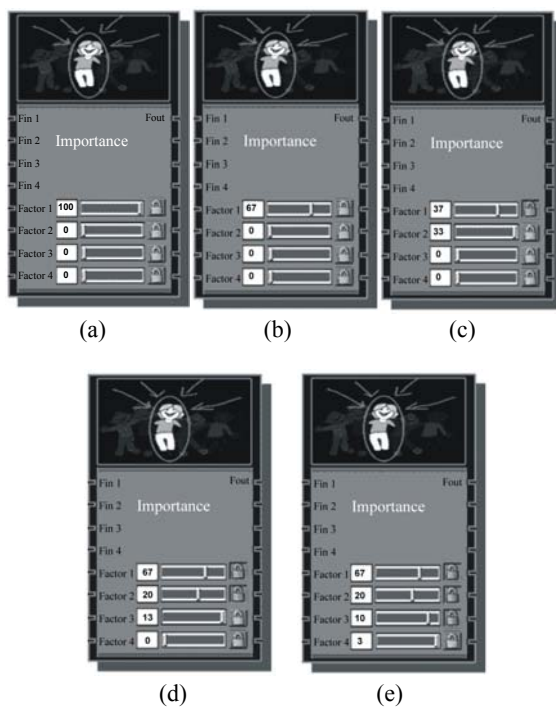 Fin 1 Fout
Fin 2 Importance
Fin 3
Fin 4
Factor 1 100
Factor 2 0
Factor 3 0
Factor 4 0
(a)
Fin 1 Fout
Fin 2 Importance
Fin 3
Fin 4
Factor 1 67
Factor 2 0
Factor 3 0
Factor 4 0
(b)
Fin 1 Fout
Fin 2 Importance
Fin 3
Fin 4
Factor 1 37
Factor 2 33
Factor 3 0
Factor 4 0
(c)
Fin 1 Fout
Fin 2 Importance
Fin 3
Fin 4
Factor 1 67
Factor 2 20
Factor 3 13
Factor 4 0
(d)
Fin 1 Fout
Fin 2 Importance
Fin 3
Fin 4
Factor 1 67
Factor 2 20
Factor 3 10
Factor 4 3
(e)